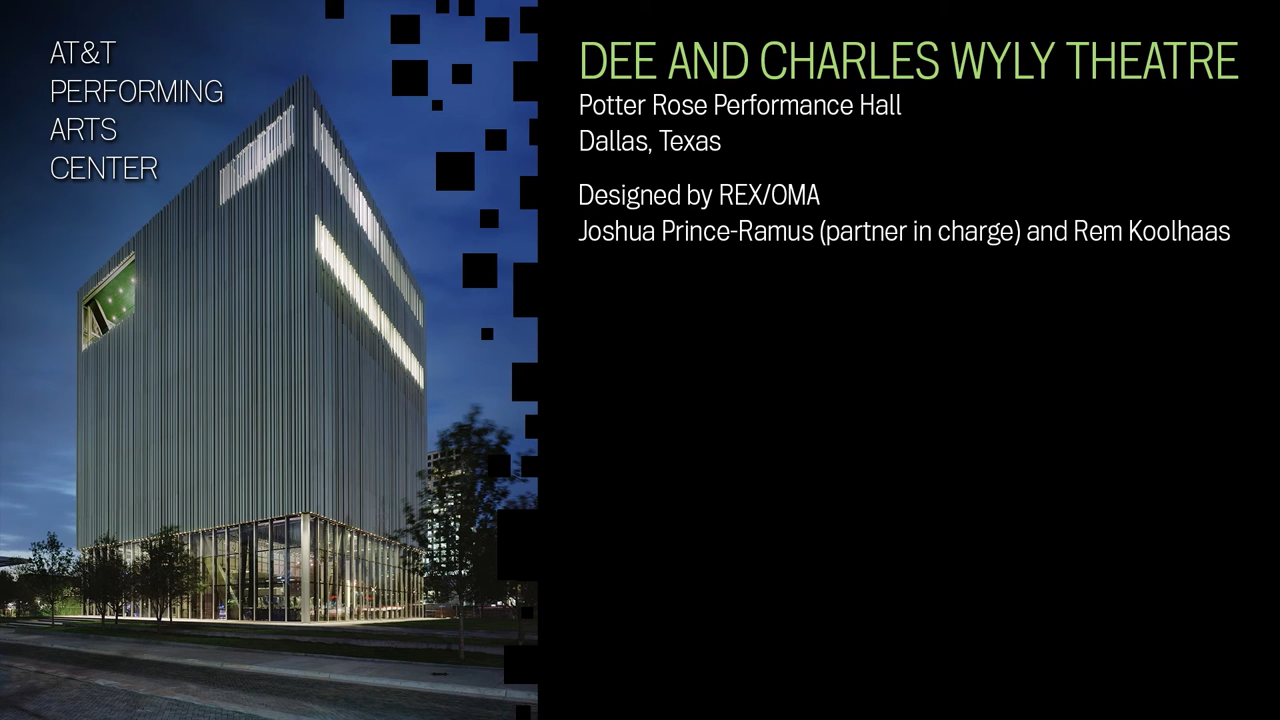 AT&T
PERFORMING
ARTS
CENTER
DEE AND CHARLES WYLY THEATRE
Potter Rose Performance Hall
Dallas, Texas
Designed by REX/OMA
Joshua Prince-Ramus (partner in charge) and Rem Koolhaas